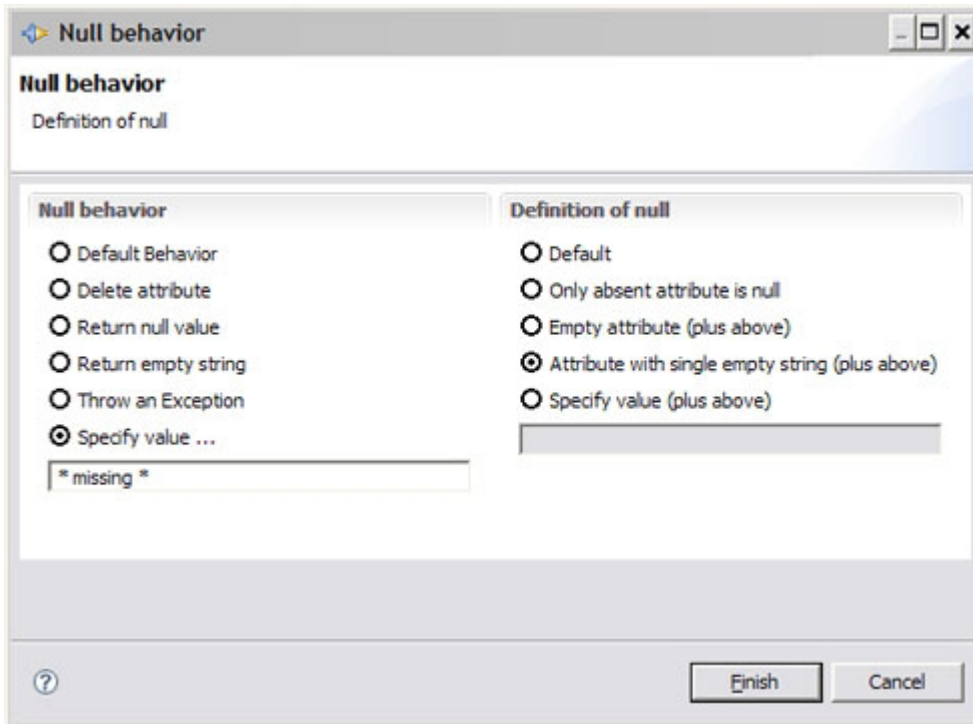 Null behavior
Null behavior
Definition of null
Null behavior
Default Behavior
Delete attribute
Return null value
Return empty string
Throw an Exception
Specify value ...
* missing *
Definition of null
Default
Only absent attribute is null
Empty attribute (plus above)
Attribute with single empty string (plus above)
Specify value (plus above)
?
Finish
Cancel